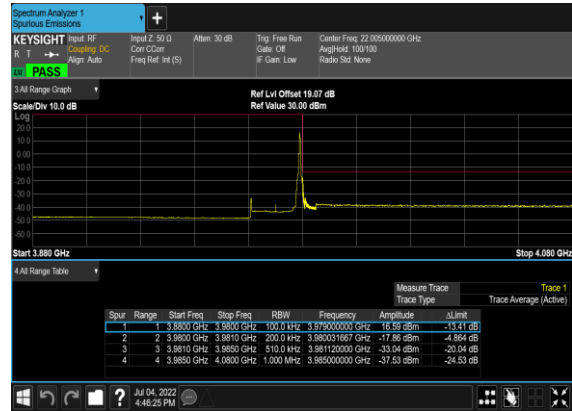 Spectrum Analyzer 1
Spurious Emissions
+
KEYSIGHT Input: RF Input Z: 50 Ω Atten: 30 dB Trig: Free Run Center Freq: 22.005000000 GHz
R T Coupling: DC Corr CCorr Gate: Off Avg|Hold: 100/100
Align: Auto Freq Ref: Int (S) IF Gain: Low Radio Std: None
LW PASS
3 All Range Graph
Ref Lvl Offset 19.07 dB
Scale/Div 10.0 dB Ref Value 30.00 dBm
Log
20.0
10.0
0.00
-10.0
-20.0
-30.0
-40.0
-50.0
-60.0
Start 3.880 GHz Stop 4.080 GHz
4 All Range Table
Measure Trace Trace 1
Trace Type Trace Average (Active)
Spur Range Start Freq Stop Freq RBW Frequency Amplitude ΔLimit
1 1 3.8800 GHz 3.9800 GHz 100.0 kHz 3.979000000 GHz 16.59 dBm -13.41 dB
2 2 3.9800 GHz 3.9810 GHz 200.0 kHz 3.980031667 GHz -17.86 dBm -4.864 dB
3 3 3.9810 GHz 3.9850 GHz 510.0 kHz 3.981120000 GHz -33.04 dBm -20.04 dB
4 4 3.9850 GHz 4.0800 GHz 1.000 MHz 3.985000000 GHz -37.53 dBm -24.53 dB
? Jul 04, 2022
4:46:25 PM